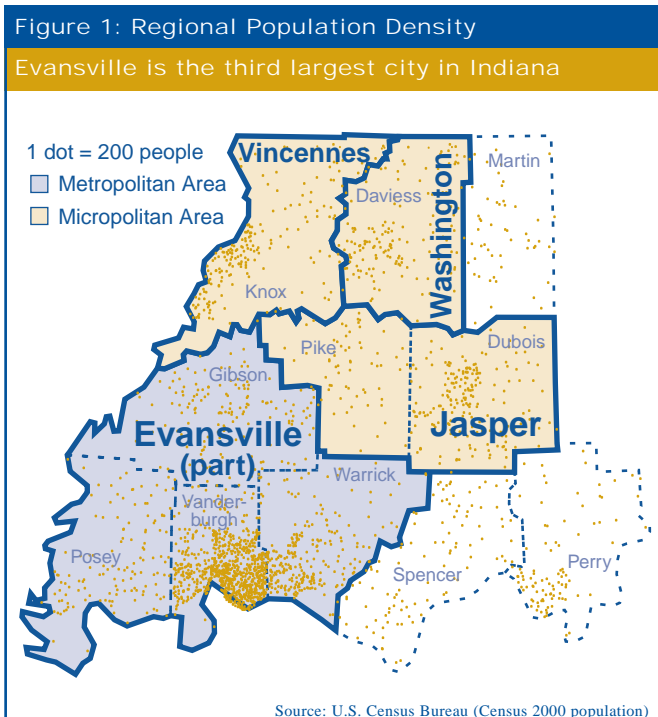 Figure 1: Regional Population Density
Evansville is the third largest city in Indiana
1 dot = 200 people
Metropolitan Area
Micropolitan Area
Vincennes
Martin
Daviess
Washington
Knox
Pike
Dubois
Gibson
Jasper
Evansville
(part)
Warrick
Vander-
burgh
Posey
Spencer
Perry
Source: U.S. Census Bureau (Census 2000 population)